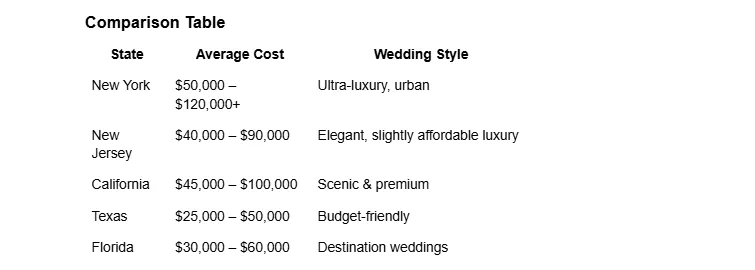 Comparison Table
State Average Cost Wedding Style
New York $50,000 – Ultra-luxury, urban
$120,000+
New $40,000 – $90,000 Elegant, slightly affordable luxury
Jersey
California $45,000 – $100,000 Scenic & premium
Texas $25,000 – $50,000 Budget-friendly
Florida $30,000 – $60,000 Destination weddings